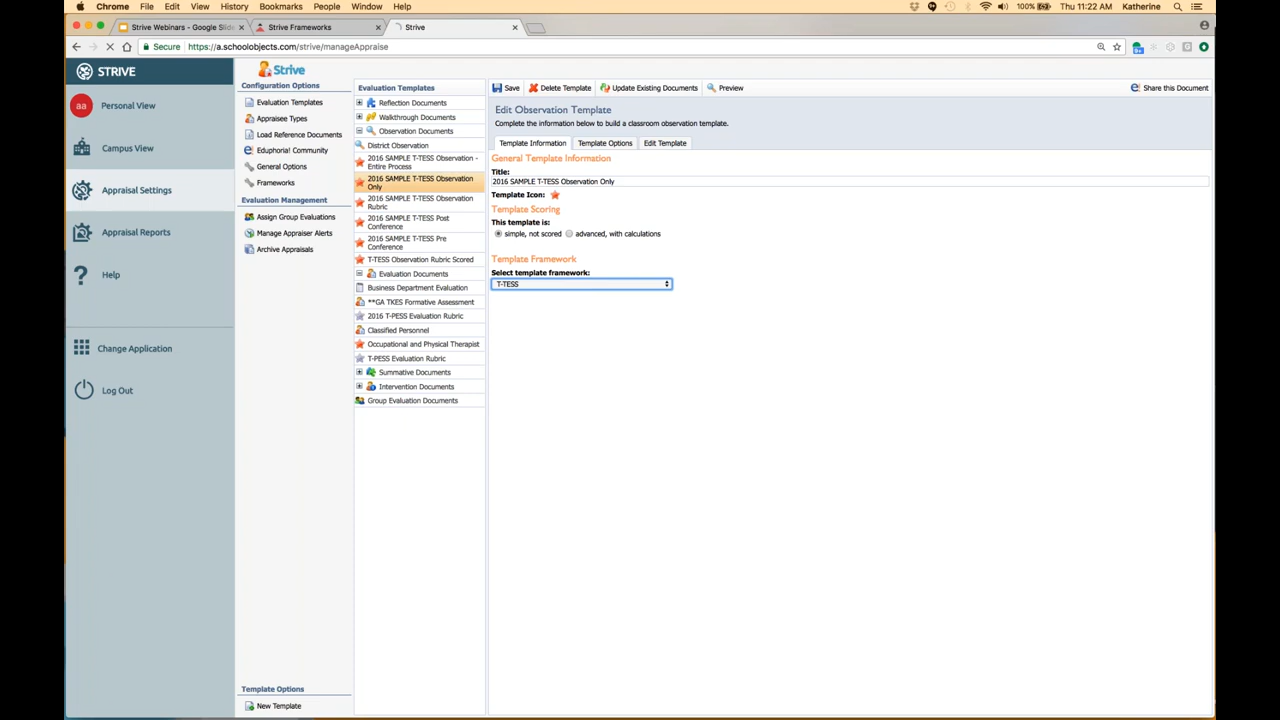 Chrome File Edit View History Bookmarks People Window Help
100% Thu 11:22 AM Katherine
Strive Webinars - Google Slide
Strive Frameworks
Strive
Secure https://a.schoolobjects.com/strive/manageAppraise
STRIVE
aa Personal View
Campus View
Appraisal Settings
Appraisal Reports
Help
Change Application
Log Out
Strive
Configuration Options
Evaluation Templates
Appraisee Types
Load Reference Documents
Eduphoria! Community
General Options
Frameworks
Evaluation Management
Assign Group Evaluations
Manage Appraiser Alerts
Archive Appraisals
Template Options
New Template
Evaluation Templates
Reflection Documents
Walkthrough Documents
Observation Documents
District Observation
2016 SAMPLE T-TESS Observation -
Entire Process
2016 SAMPLE T-TESS Observation
Only
2016 SAMPLE T-TESS Observation
Rubric
2016 SAMPLE T-TESS Post
Conference
2016 SAMPLE T-TESS Pre
Conference
T-TESS Observation Rubric Scored
Evaluation Documents
Business Department Evaluation
**GA TKES Formative Assessment
2016 T-PESS Evaluation Rubric
Classified Personnel
Occupational and Physical Therapist
T-PESS Evaluation Rubric
Summative Documents
Intervention Documents
Group Evaluation Documents
Save Delete Template Update Existing Documents Preview Share this Document
Edit Observation Template
Complete the information below to build a classroom observation template.
Template Information Template Options Edit Template
General Template Information
Title:
2016 SAMPLE T-TESS Observation Only
Template Icon:
Template Scoring
This template is:
simple, not scored advanced, with calculations
Template Framework
Select template framework:
T-TESS